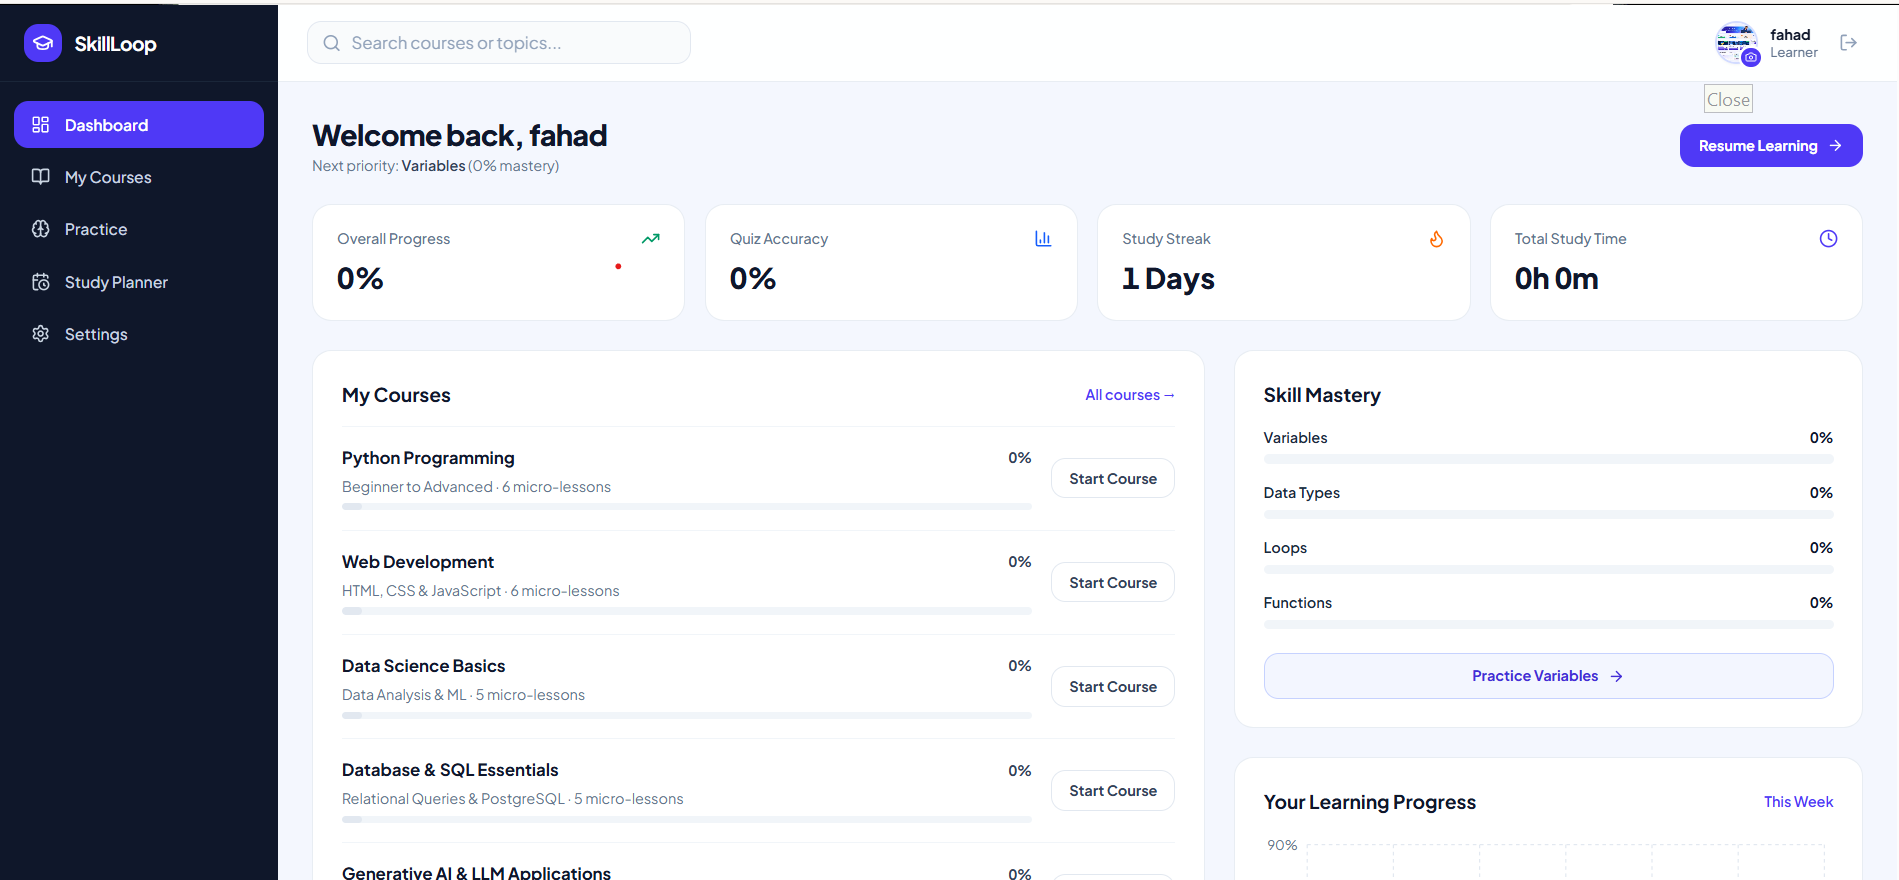 SkillLoop
Search courses or topics...
fahad
Learner
Close
Dashboard
My Courses
Practice
Study Planner
Settings
Welcome back, fahad
Next priority: Variables (0% mastery)
Resume Learning →
Overall Progress
0%
Quiz Accuracy
0%
Study Streak
1 Days
Total Study Time
0h 0m
My Courses
All courses →
Python Programming
0%
Beginner to Advanced · 6 micro-lessons
Start Course
Web Development
0%
HTML, CSS & JavaScript · 6 micro-lessons
Start Course
Data Science Basics
0%
Data Analysis & ML · 5 micro-lessons
Start Course
Database & SQL Essentials
0%
Relational Queries & PostgreSQL · 5 micro-lessons
Start Course
Generative AI & LLM Applications
0%
Skill Mastery
Variables 0%
Data Types 0%
Loops 0%
Functions 0%
Practice Variables →
Your Learning Progress
This Week
90%